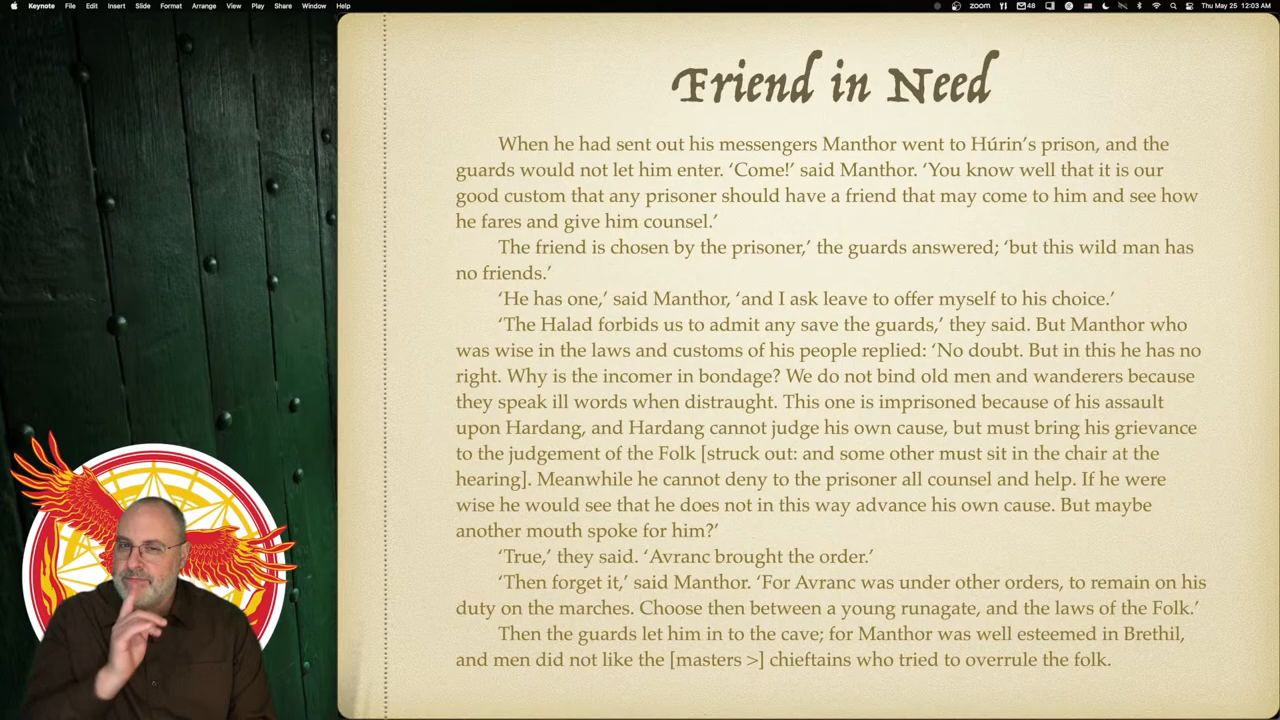 Keynote File Edit Insert Slide Format Arrange View Play Share Window Help
zoom 48 Thu May 25 12:03 AM
Friend in Need
When he had sent out his messengers Manthor went to Húrin’s prison, and the
guards would not let him enter. ‘Come!’ said Manthor. ‘You know well that it is our
good custom that any prisoner should have a friend that may come to him and see how
he fares and give him counsel.’
The friend is chosen by the prisoner,’ the guards answered; ‘but this wild man has
no friends.’
‘He has one,’ said Manthor, ‘and I ask leave to offer myself to his choice.’
‘The Halad forbids us to admit any save the guards,’ they said. But Manthor who
was wise in the laws and customs of his people replied: ‘No doubt. But in this he has no
right. Why is the incomer in bondage? We do not bind old men and wanderers because
they speak ill words when distraught. This one is imprisoned because of his assault
upon Hardang, and Hardang cannot judge his own cause, but must bring his grievance
to the judgement of the Folk [struck out: and some other must sit in the chair at the
hearing]. Meanwhile he cannot deny to the prisoner all counsel and help. If he were
wise he would see that he does not in this way advance his own cause. But maybe
another mouth spoke for him?’
‘True,’ they said. ‘Avranc brought the order.’
‘Then forget it,’ said Manthor. ‘For Avranc was under other orders, to remain on his
duty on the marches. Choose then between a young runagate, and the laws of the Folk.’
Then the guards let him in to the cave; for Manthor was well esteemed in Brethil,
and men did not like the [masters >] chieftains who tried to overrule the folk.